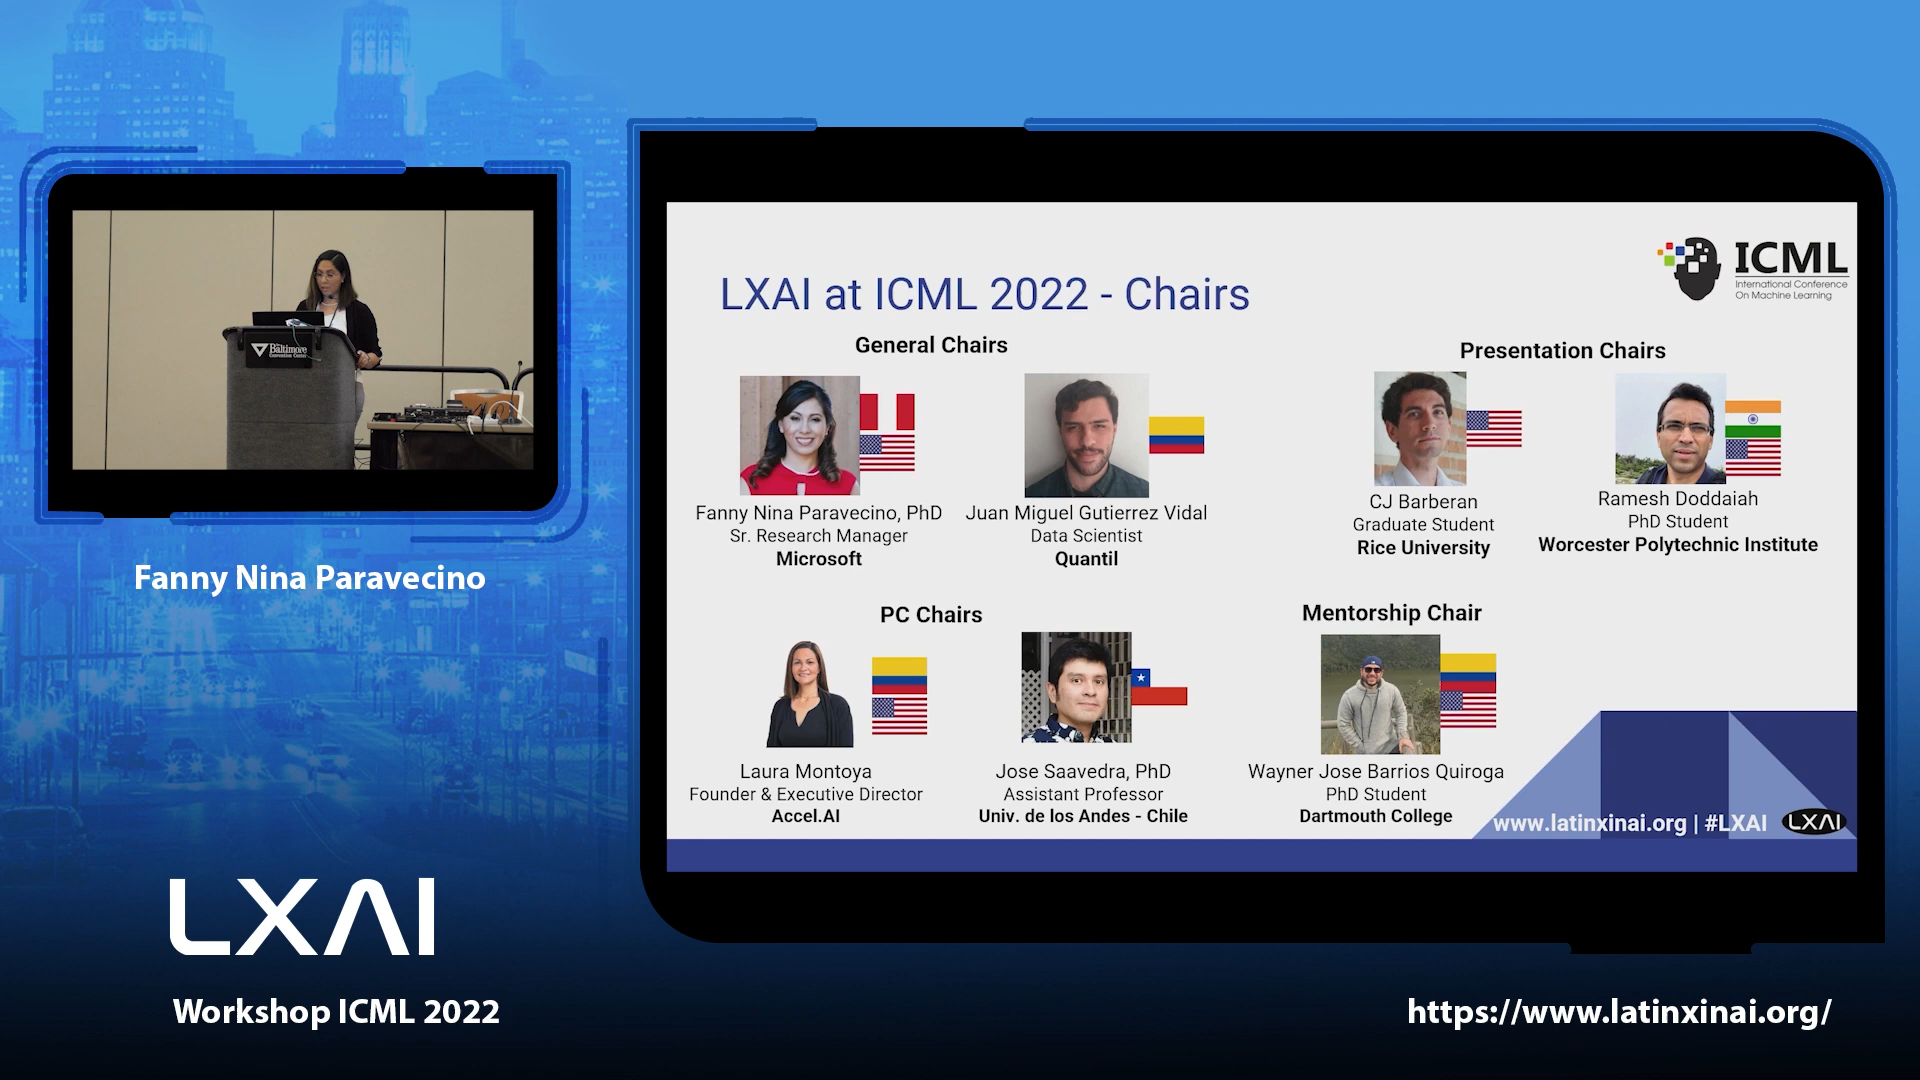 The Baltimore
Convention Center
Fanny Nina Paravecino
LXAI
Workshop ICML 2022
ICML
International Conference
On Machine Learning
LXAI at ICML 2022 - Chairs
General Chairs
Fanny Nina Paravecino, PhD
Sr. Research Manager
Microsoft
Juan Miguel Gutierrez Vidal
Data Scientist
Quantil
Presentation Chairs
CJ Barberan
Graduate Student
Rice University
Ramesh Doddaiah
PhD Student
Worcester Polytechnic Institute
PC Chairs
Laura Montoya
Founder & Executive Director
Accel.AI
Jose Saavedra, PhD
Assistant Professor
Univ. de los Andes - Chile
Mentorship Chair
Wayner Jose Barrios Quiroga
PhD Student
Dartmouth College
www.latinxinai.org | #LXAI LXAI
https://www.latinxinai.org/